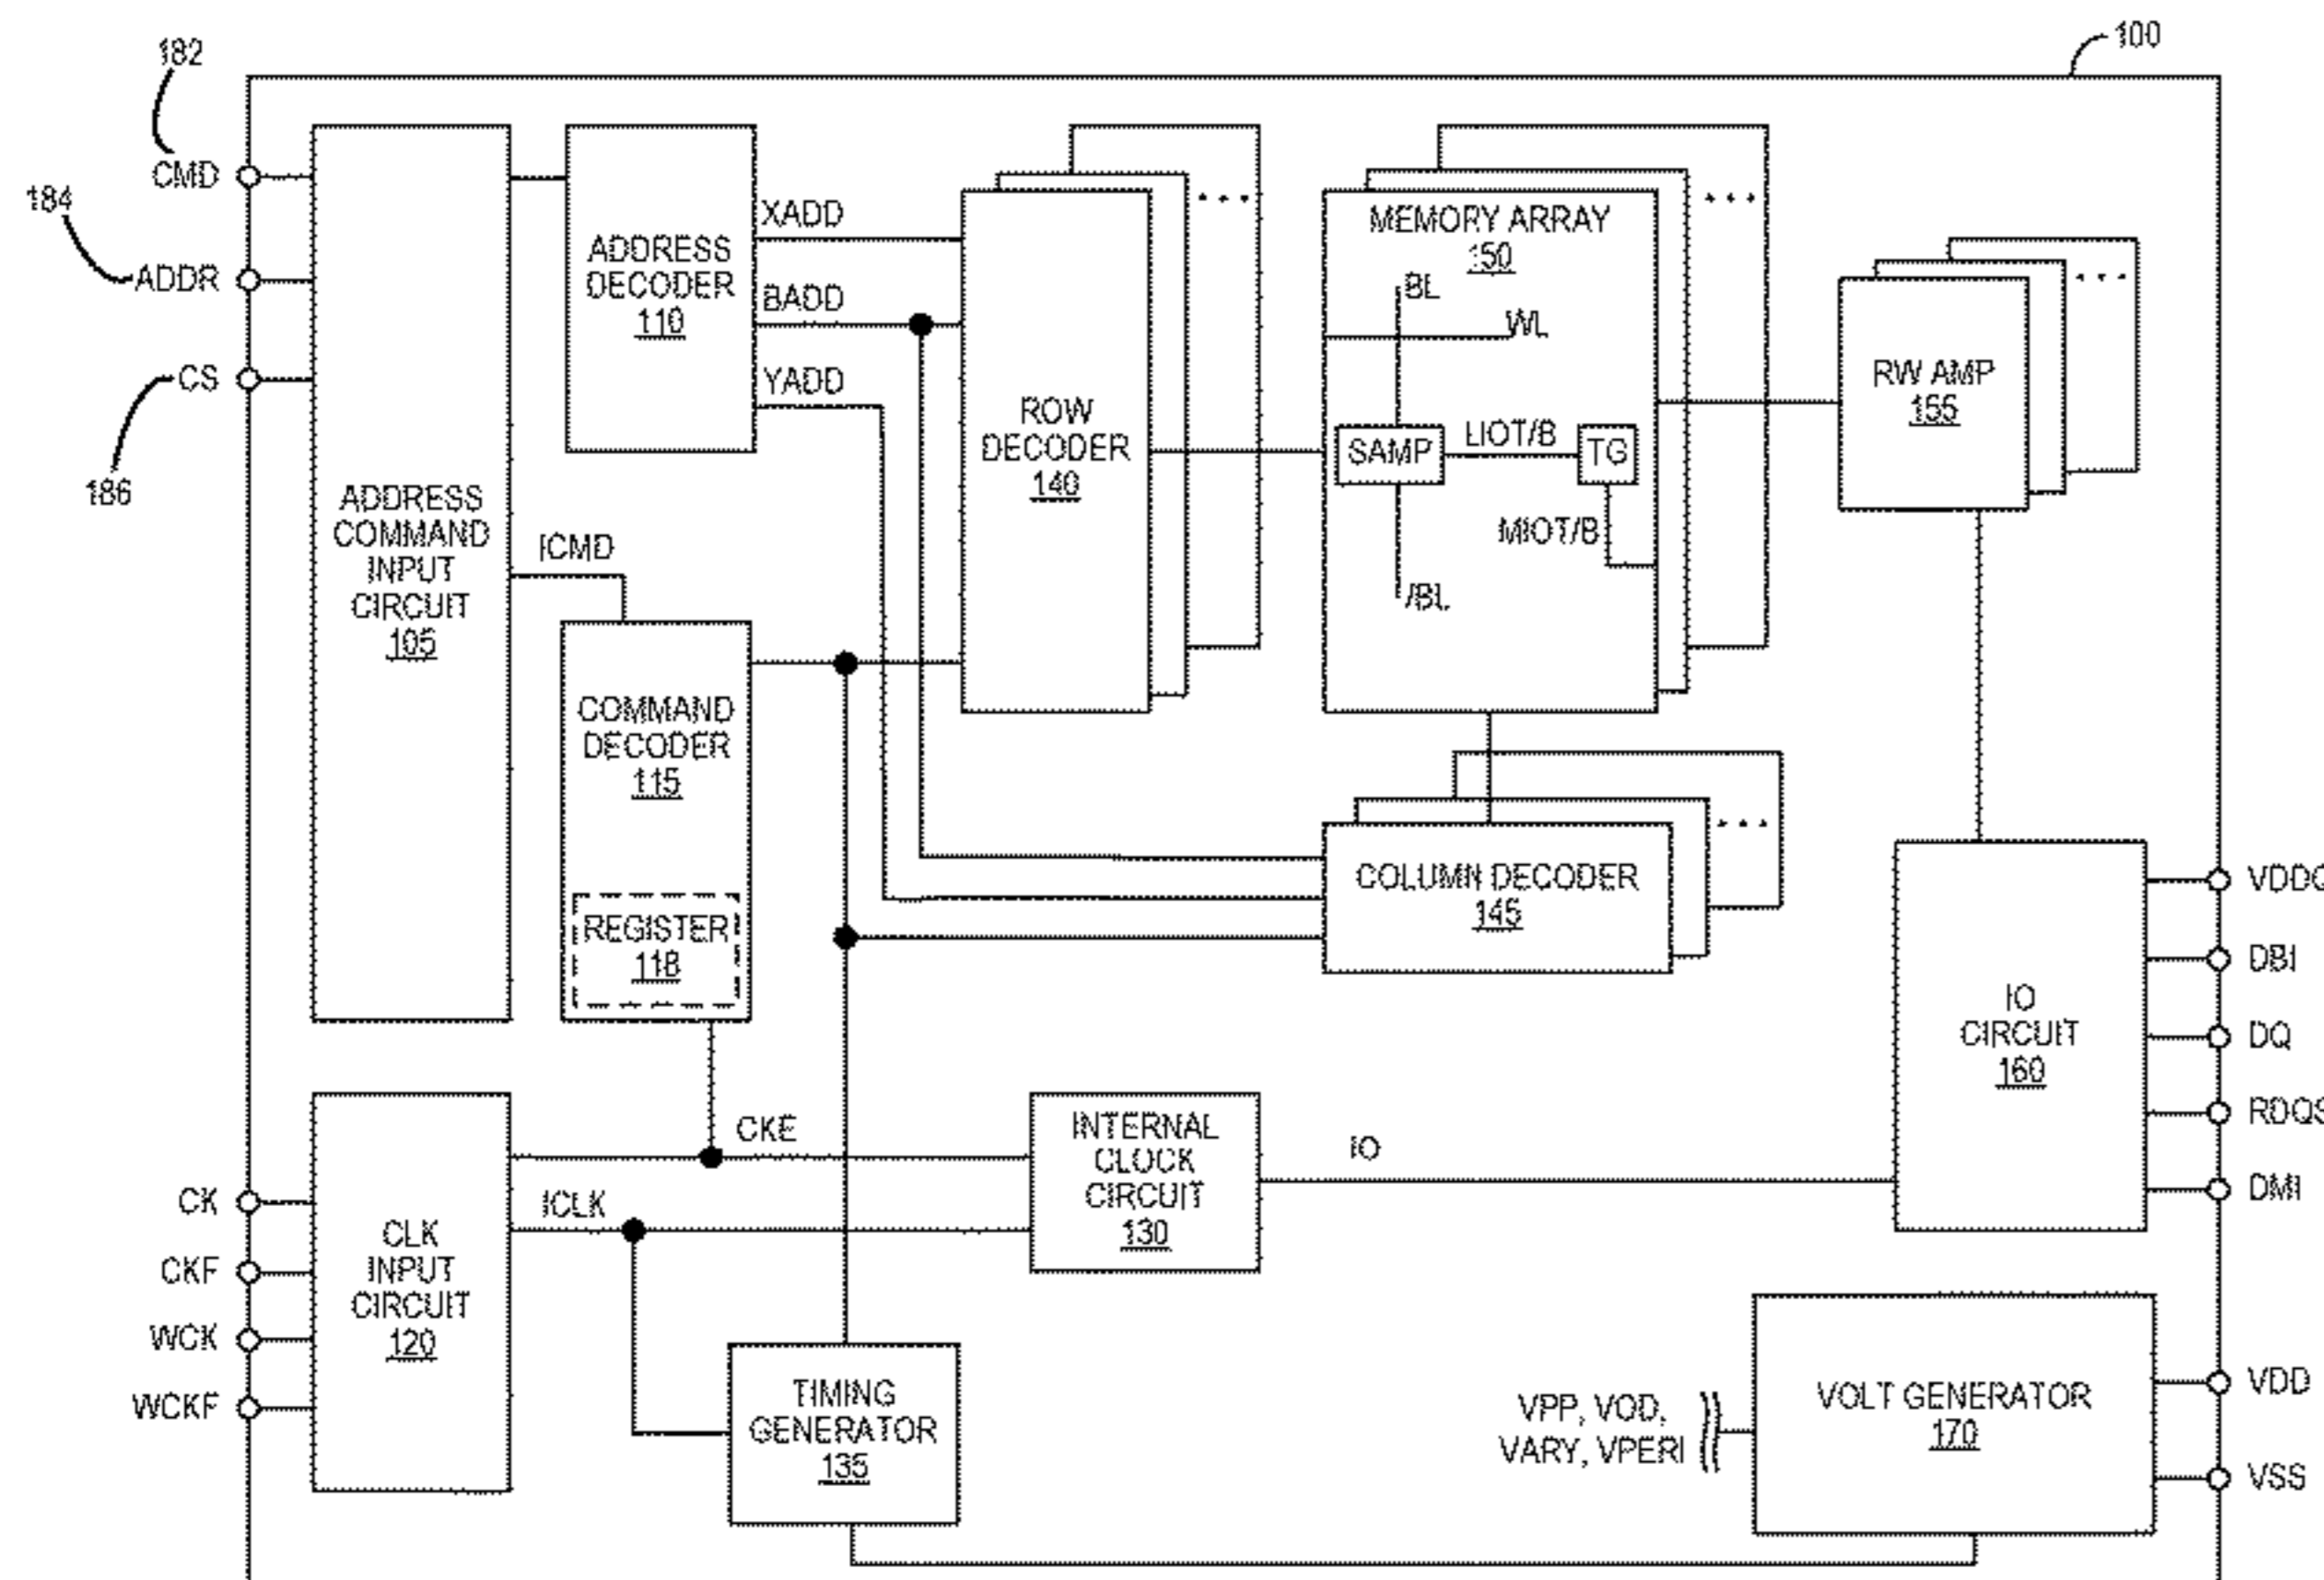 100
182
CMD
184
ADDR
CS
186
ADDRESS
COMMAND
INPUT
CIRCUIT
105
ADDRESS
DECODER
110
XADD
BADD
YADD
ICMD
COMMAND
DECODER
115
REGISTER
118
ROW
DECODER
140
. . .
MEMORY ARRAY
150
BL
WL
SAMP
LIOT/B
TG
MIOT/B
/BL
. . .
RW AMP
155
. . .
COLUMN DECODER
145
. . .
IO
CIRCUIT
160
VDDQ
DBI
DQ
RDQS
DMI
CK
CKF
WCK
WCKF
CLK
INPUT
CIRCUIT
120
CKE
ICLK
INTERNAL
CLOCK
CIRCUIT
130
IO
TIMING
GENERATOR
135
VPP, VOD,
VARY, VPERI
VOLT GENERATOR
170
VDD
VSS